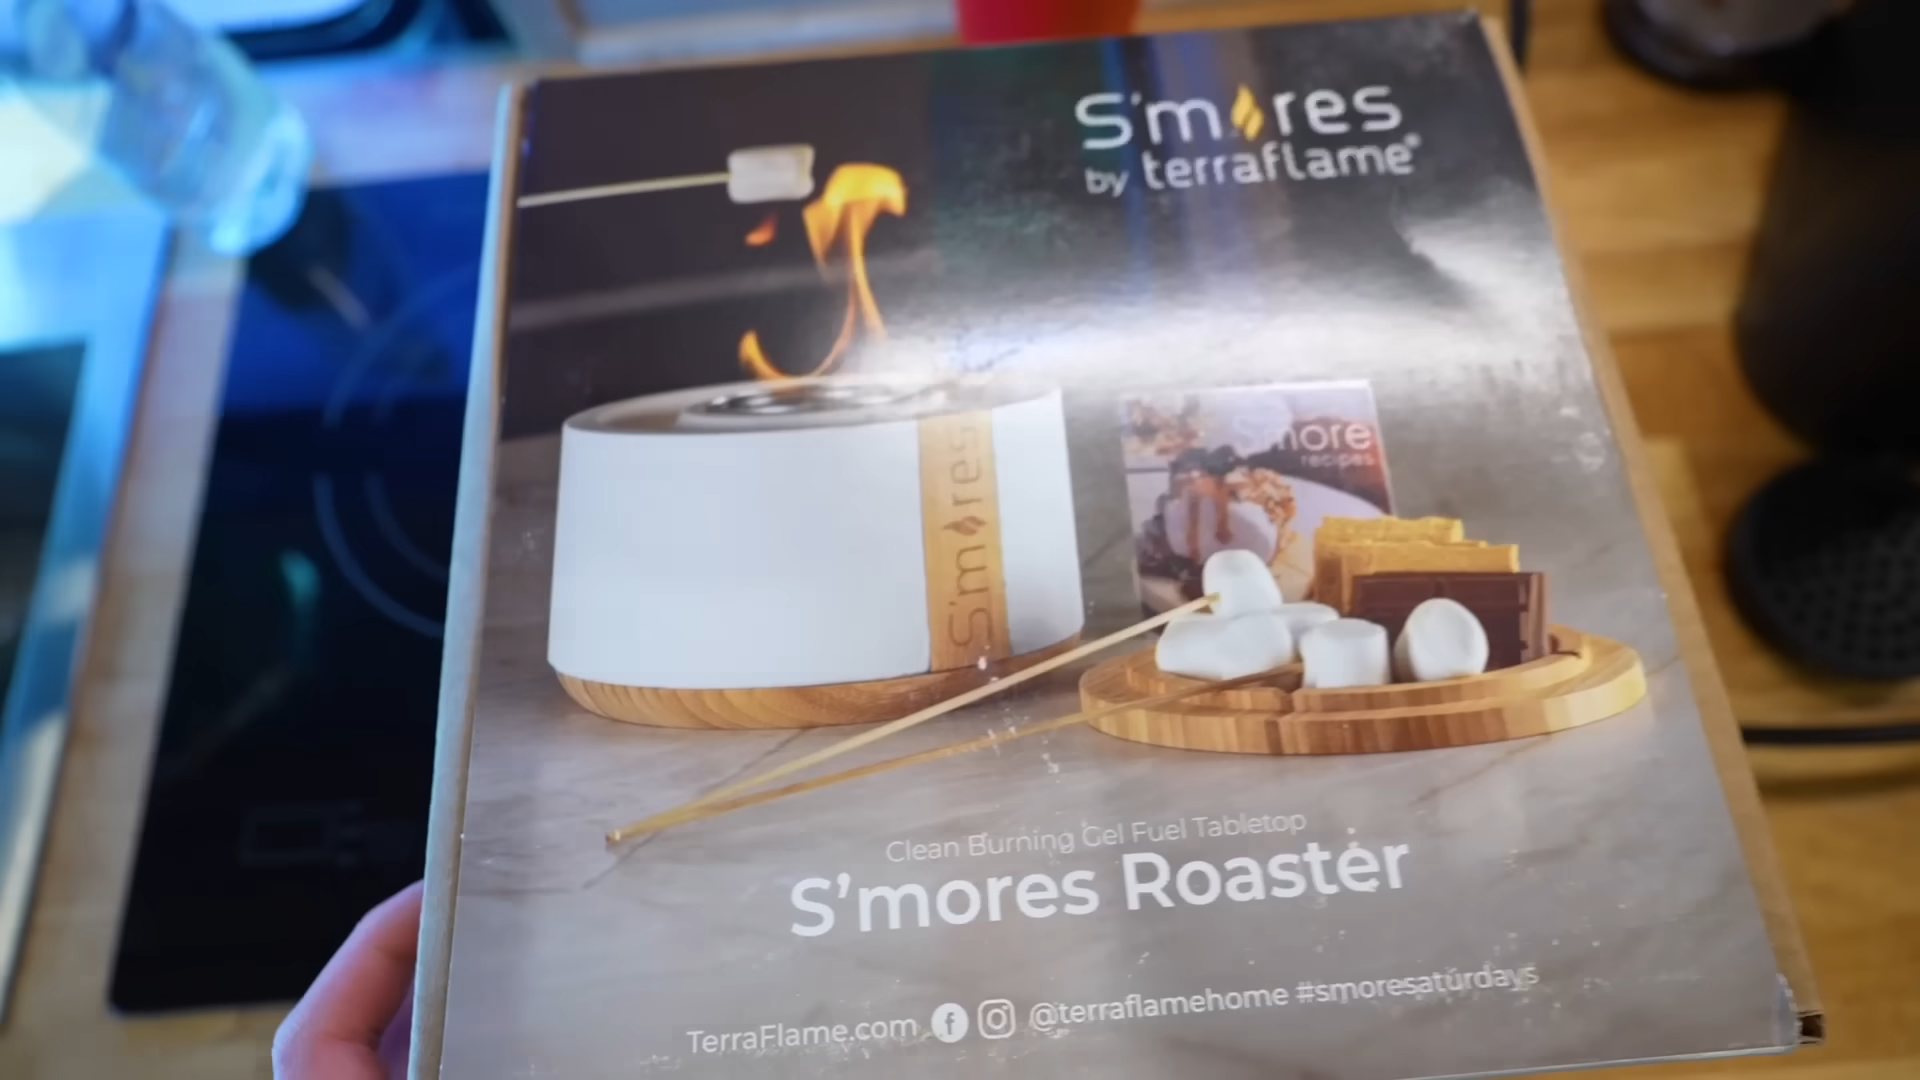 S'mores
by terraflame®
S'mores
S'more
recipes
Clean Burning Gel Fuel Tabletop
S'mores Roaster
TerraFlame.com f @terraflamehome #smoresaturdays